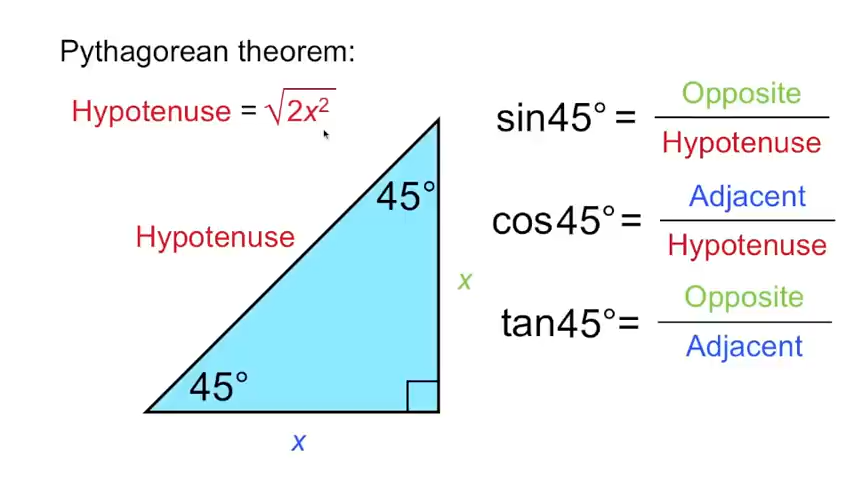 Pythagorean theorem:
Hypotenuse = √2x²
45°
Hypotenuse
x
45°
x
sin45° = Opposite
Hypotenuse
cos45° = Adjacent
Hypotenuse
tan45° = Opposite
Adjacent